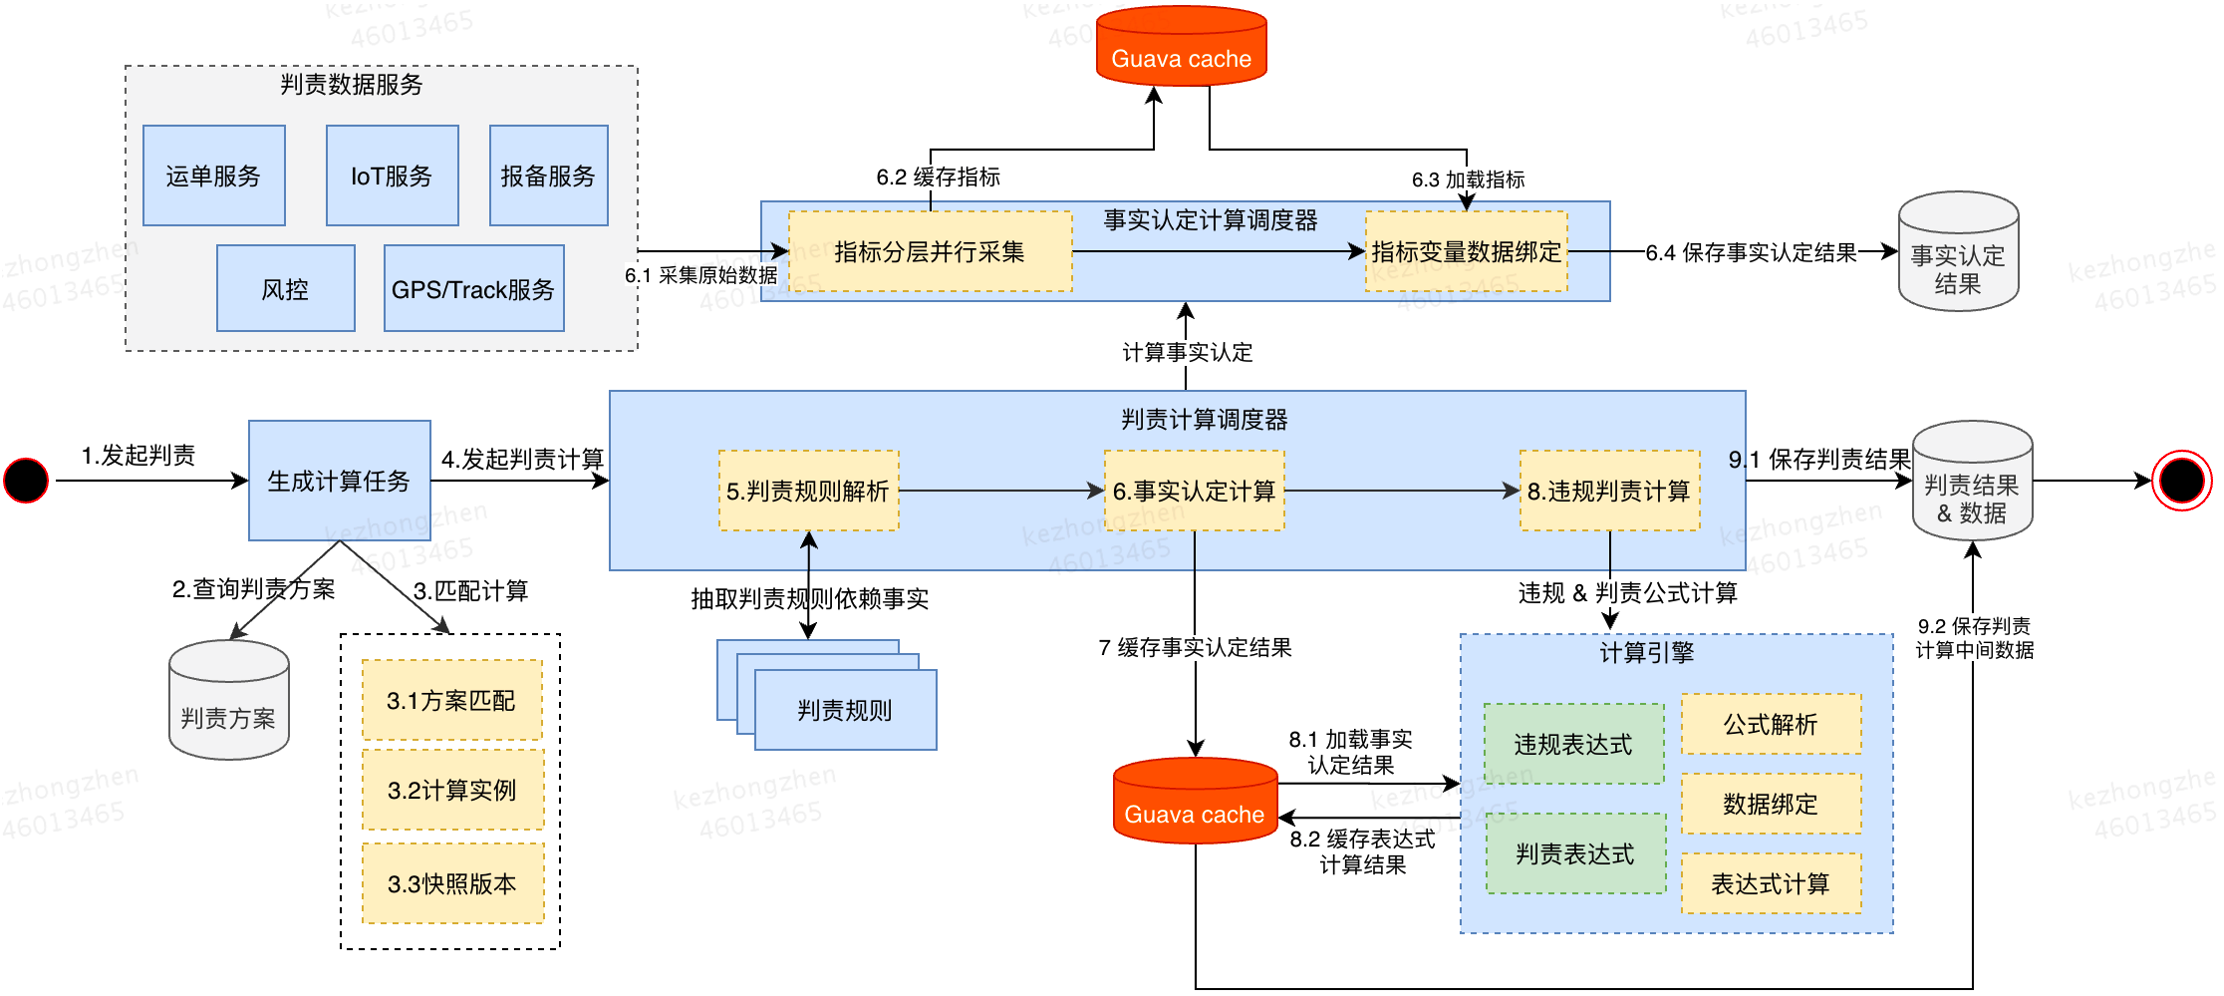 Guava cache
判责数据服务
运单服务
IoT服务
报备服务
风控
GPS/Track服务
6.2 缓存指标
6.3 加载指标
事实认定计算调度器
指标分层并行采集
指标变量数据绑定
6.1 采集原始数据
6.4 保存事实认定结果
事实认定
结果
计算事实认定
判责计算调度器
1.发起判责
生成计算任务
4.发起判责计算
5.判责规则解析
6.事实认定计算
8.违规判责计算
9.1 保存判责结果
判责结果
& 数据
2.查询判责方案
3.匹配计算
抽取判责规则依赖事实
违规 & 判责公式计算
7 缓存事实认定结果
9.2 保存判责
计算中间数据
判责方案
3.1方案匹配
3.2计算实例
3.3快照版本
判责规则
Guava cache
8.1 加载事实
认定结果
8.2 缓存表达式
计算结果
计算引擎
违规表达式
判责表达式
公式解析
数据绑定
表达式计算
kezhongzhen
46013465